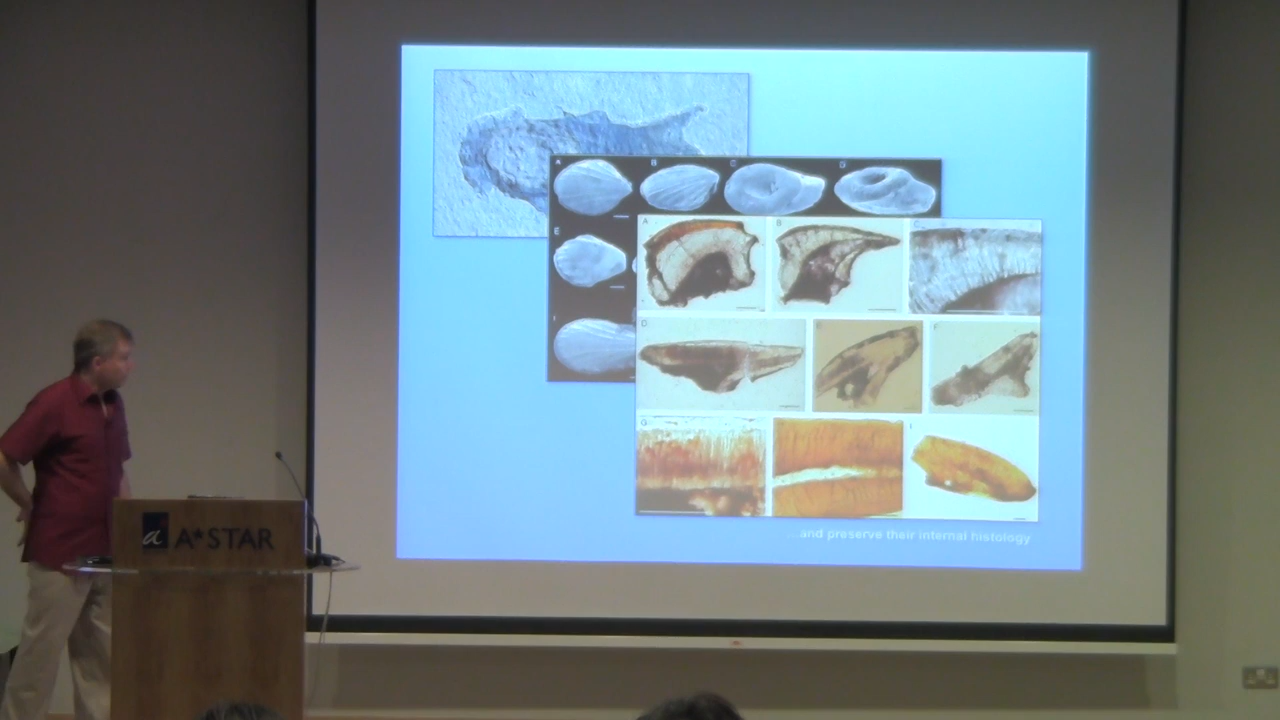 A B C D
E
A B C
I
D E F
G I
...and preserve their internal histology
a A*STAR